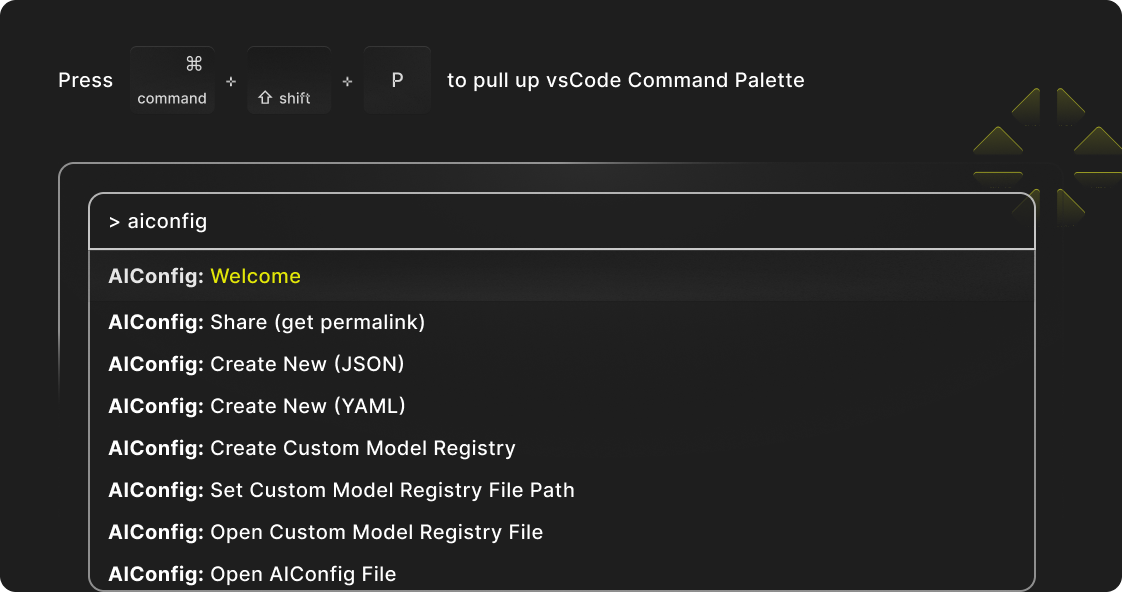 Press ⌘ command + ⇧ shift + P to pull up vsCode Command Palette
> aiconfig
AIConfig: Welcome
AIConfig: Share (get permalink)
AIConfig: Create New (JSON)
AIConfig: Create New (YAML)
AIConfig: Create Custom Model Registry
AIConfig: Set Custom Model Registry File Path
AIConfig: Open Custom Model Registry File
AIConfig: Open AIConfig File